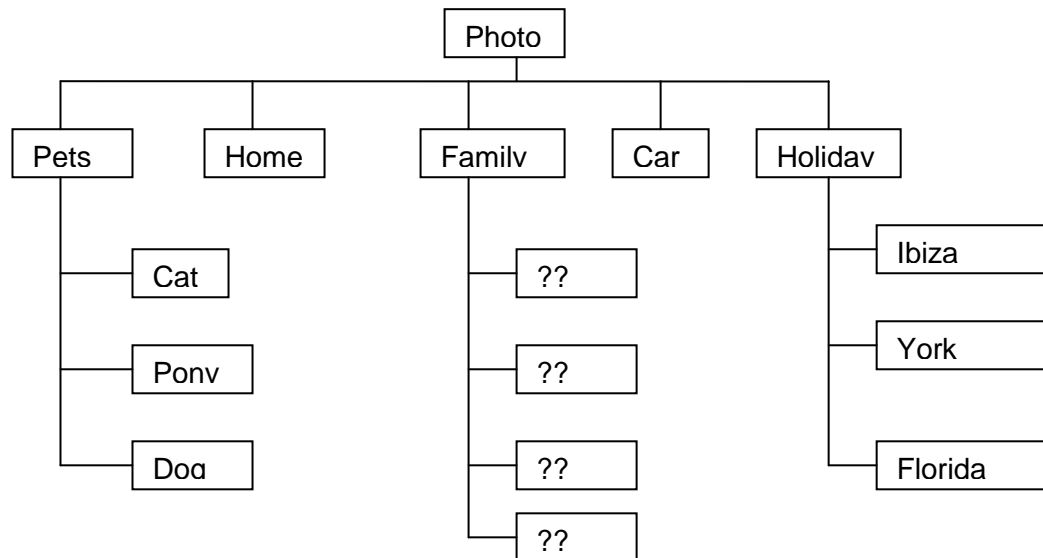 Photo
Pets
Home
Family
Car
Holiday
Cat
Pony
Dog
??
??
??
??
Ibiza
York
Florida